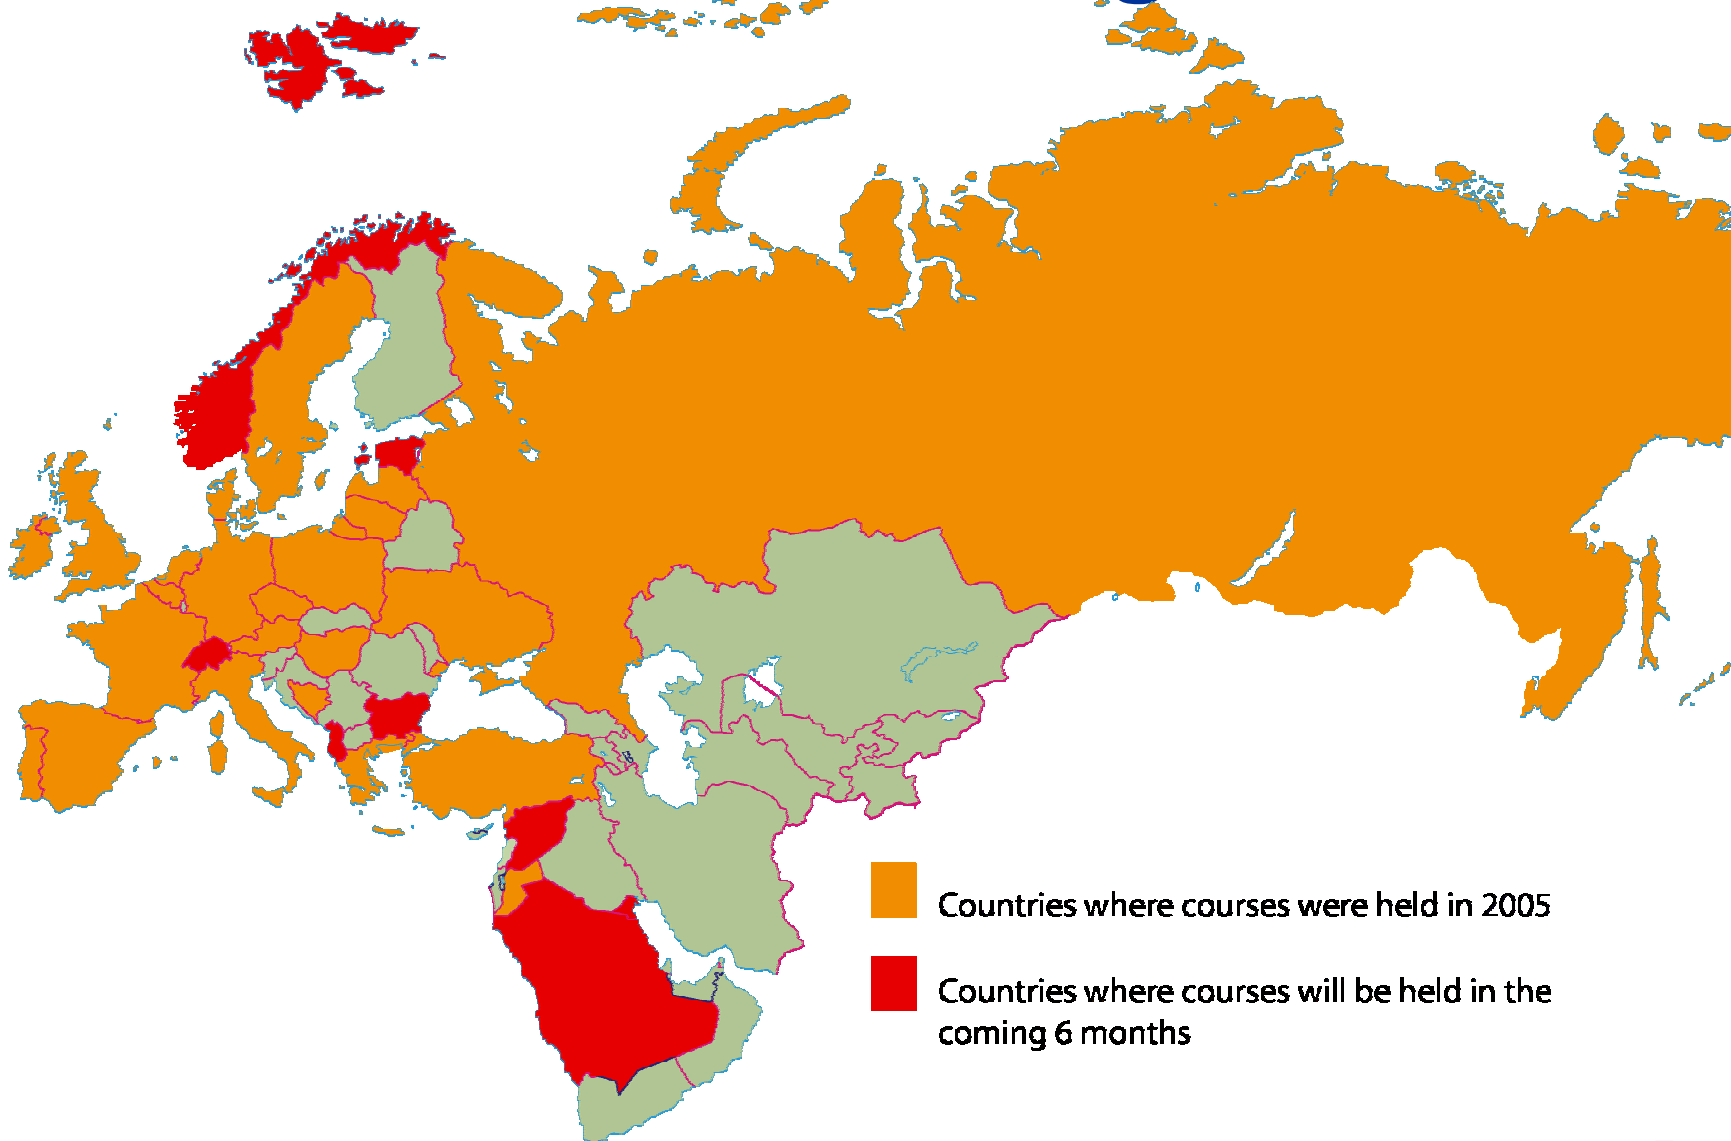 Countries where courses were held in 2005
Countries where courses will be held in the
coming 6 months